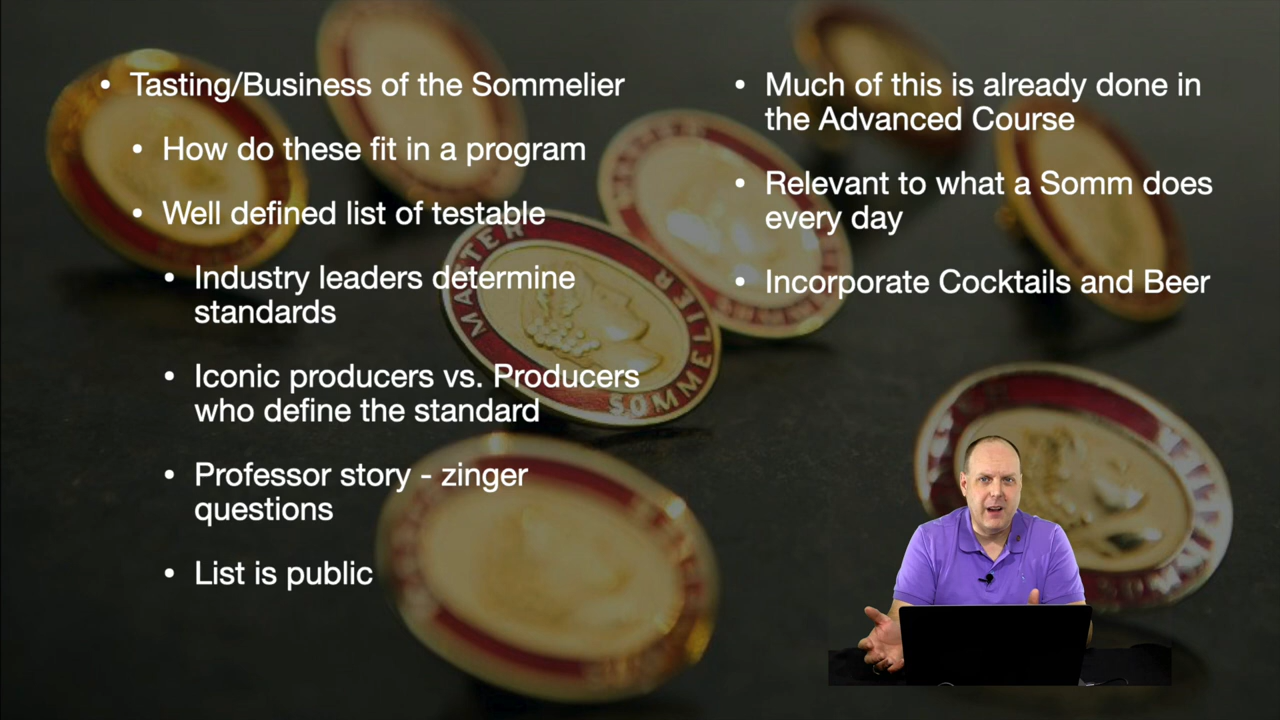 • Tasting/Business of the Sommelier
• How do these fit in a program
• Well defined list of testable
• Industry leaders determine
standards
• Iconic producers vs. Producers
who define the standard
• Professor story - zinger
questions
• List is public
• Much of this is already done in
the Advanced Course
• Relevant to what a Somm does
every day
• Incorporate Cocktails and Beer
MASTER
SOMMELIER